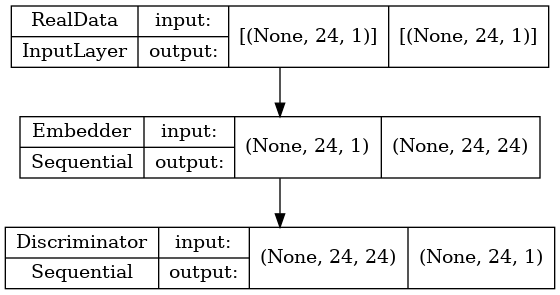 RealData input: [(None, 24, 1)] [(None, 24, 1)]
InputLayer output:
Embedder input: (None, 24, 1) (None, 24, 24)
Sequential output:
Discriminator input: (None, 24, 24) (None, 24, 1)
Sequential output: